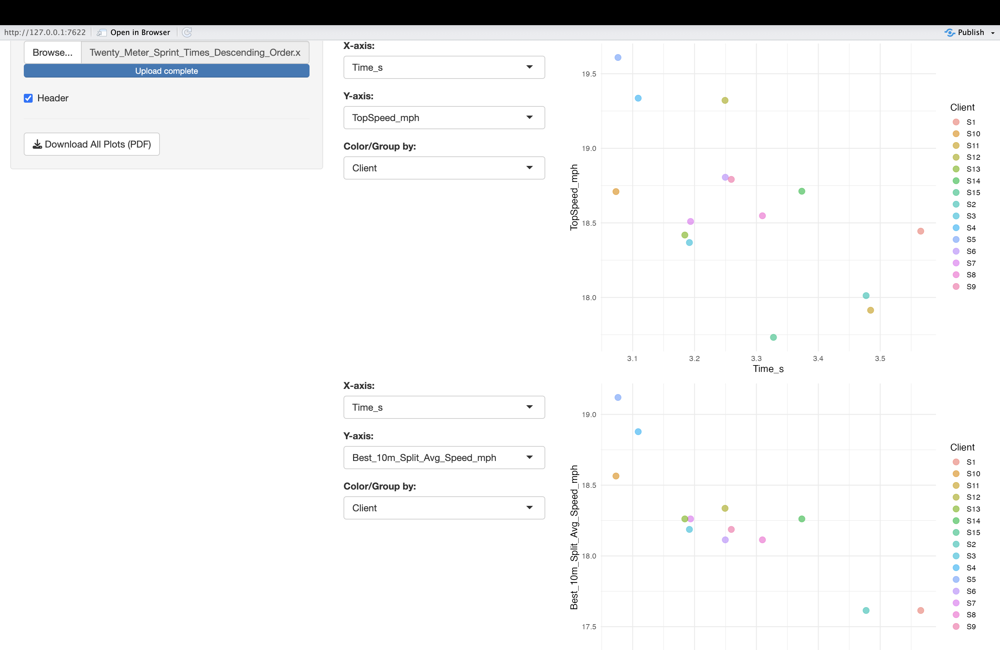 http://127.0.0.1:7622
Open in Browser
Publish
Browse...
Twenty_Meter_Sprint_Times_Descending_Order.x
Upload complete
Header
Download All Plots (PDF)
X-axis:
Time_s
Y-axis:
TopSpeed_mph
Color/Group by:
Client
19.5
19.0
18.5
18.0
TopSpeed_mph
3.1
3.2
3.3
3.4
3.5
Time_s
Client
S1
S10
S11
S12
S13
S14
S15
S2
S3
S4
S5
S6
S7
S8
S9
X-axis:
Time_s
Y-axis:
Best_10m_Split_Avg_Speed_mph
Color/Group by:
Client
19.0
18.5
18.0
17.5
Best_10m_Split_Avg_Speed_mph
Client
S1
S10
S11
S12
S13
S14
S15
S2
S3
S4
S5
S6
S7
S8
S9